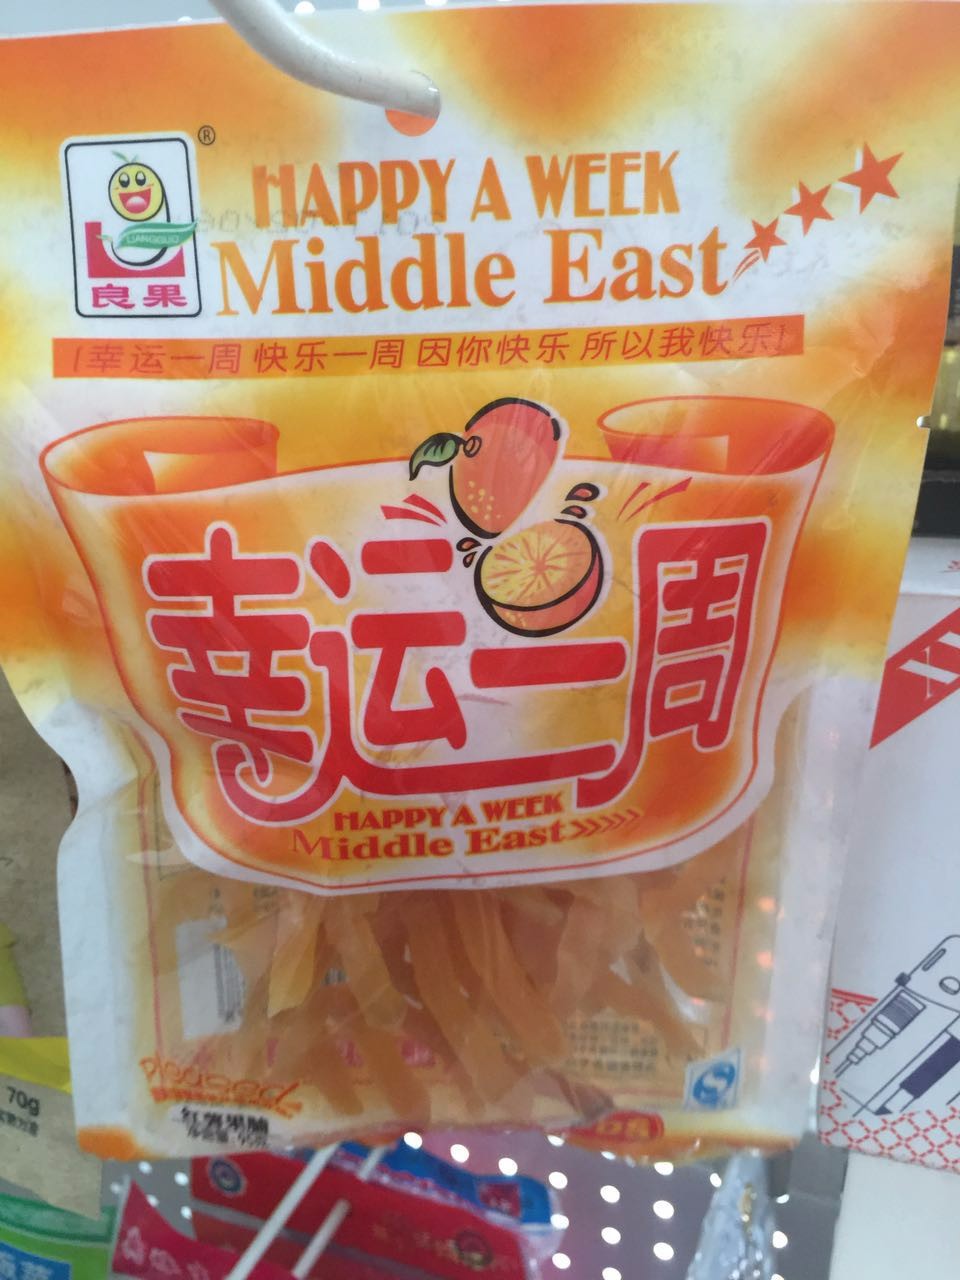 ®
HAPPY A WEEK
LIANGGUO
良果
Middle East
[幸运一周 快乐一周 因你快乐 所以我快乐]
幸运一周
HAPPY A WEEK
Middle East
红薯果脯
70g